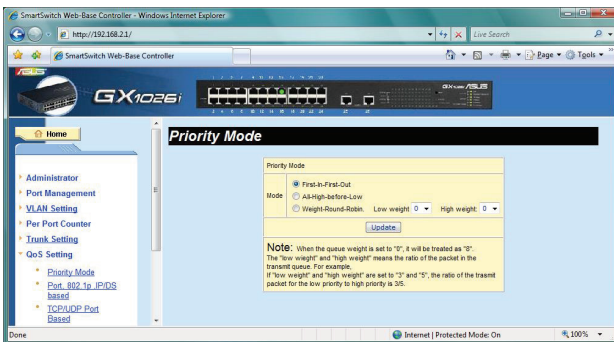 SmartSwitch Web-Base Controller - Windows Internet Explorer
http://192.168.2.1/
Live Search
SmartSwitch Web-Base Controller
Page
Tools
ASUS
GX1026i
Home
Priority Mode
Administrator
Port Management
VLAN Setting
Per Port Counter
Trunk Setting
QoS Setting
Priority Mode
Port, 802.1p ,IP/DS
based
TCP/UDP Port
Based
Priority Mode
Mode
First-In-First-Out
All-High-before-Low
Weight-Round-Robin. Low weight: 0 High weight: 0
Update
Note: When the queue weight is set to "0", it will be treated as "8".
The "low weight" and "high weight" means the ratio of the packet in the
transmit queue. For example,
If "low weight" and "high weight" are set to "3" and "5", the ratio of the trasmit
packet for the low priority to high priority is 3/5.
Done
Internet | Protected Mode: On
100%